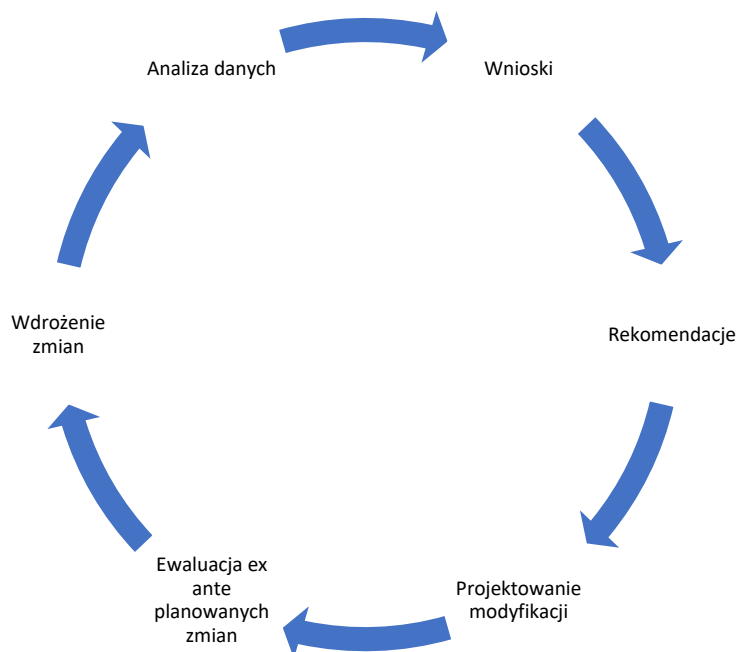 Analiza danych
Wnioski
Rekomendacje
Projektowanie
modyfikacji
Ewaluacja ex
ante
planowanych
zmian
Wdrożenie
zmian